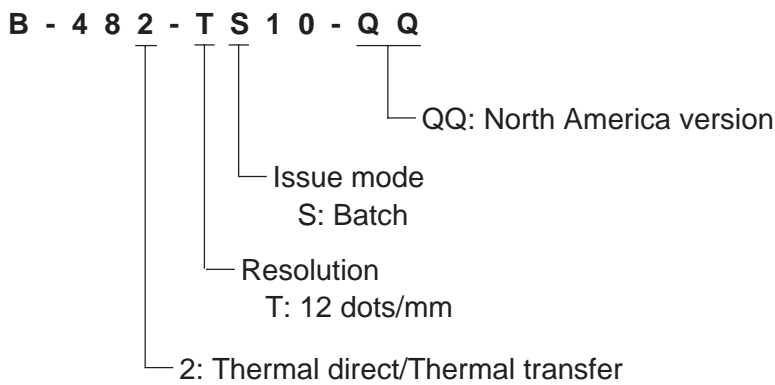 B - 4 8 2 - T S 1 0 - Q Q
QQ: North America version
Issue mode
S: Batch
Resolution
T: 12 dots/mm
2: Thermal direct/Thermal transfer